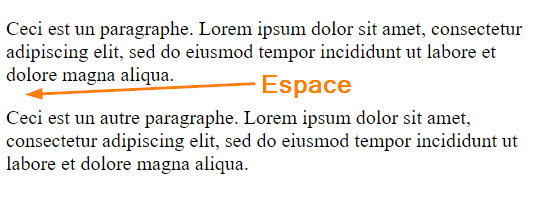 Ceci est un paragraphe. Lorem ipsum dolor sit amet, consectetur
adipiscing elit, sed do eiusmod tempor incididunt ut labore et
dolore magna aliqua.
Espace
Ceci est un autre paragraphe. Lorem ipsum dolor sit amet,
consectetur adipiscing elit, sed do eiusmod tempor incididunt ut
labore et dolore magna aliqua.